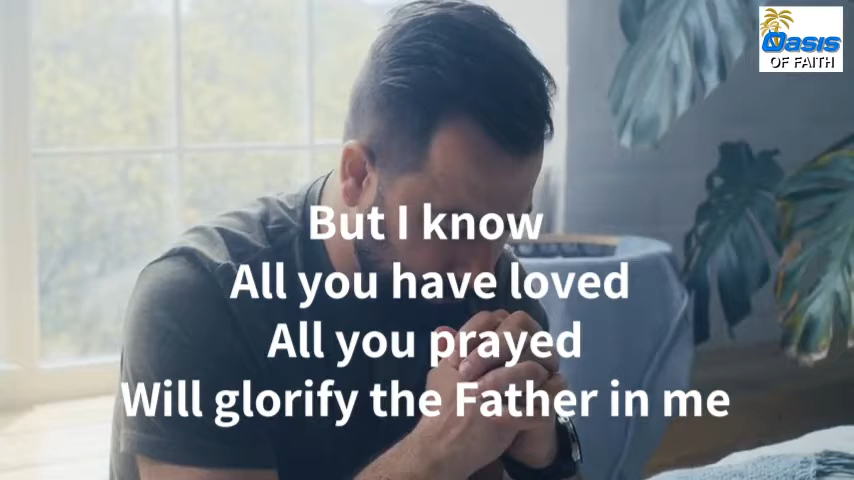 Oasis
OF FAITH
But I know
All you have loved
All you prayed
Will glorify the Father in me